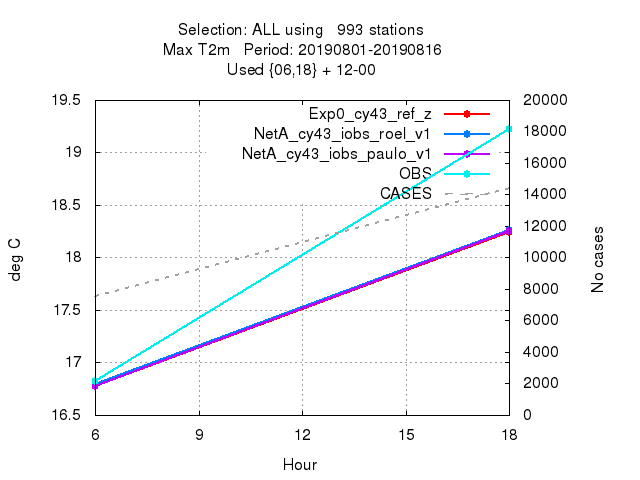 Selection: ALL using   993 stations
Max T2m   Period: 20190801-20190816
Used {06,18} + 12-00
19.5
19
18.5
18
17.5
17
16.5
deg C
Exp0_cy43_ref_z
NetA_cy43_iobs_roel_v1
NetA_cy43_iobs_paulo_v1
OBS
CASES
20000
18000
16000
14000
12000
10000
8000
6000
4000
2000
0
No cases
6 9 12 15 18
Hour